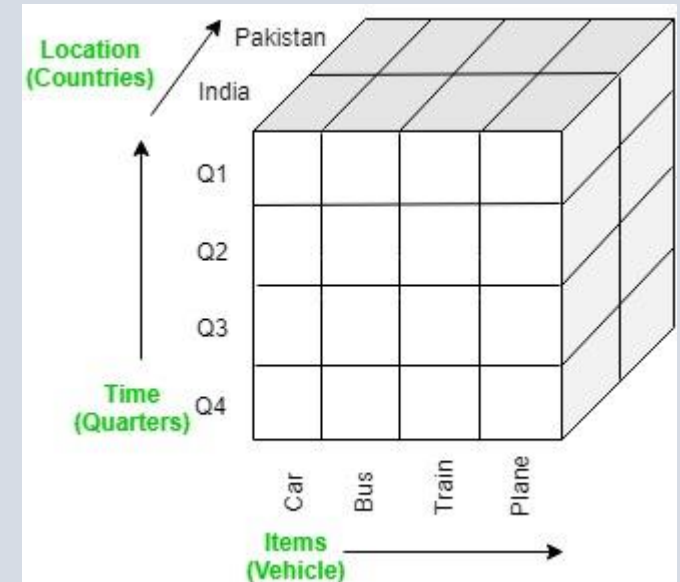 Location
(Countries)
Pakistan
India
Q1
Q2
Q3
Q4
Time
(Quarters)
Car
Bus
Train
Plane
Items
(Vehicle)